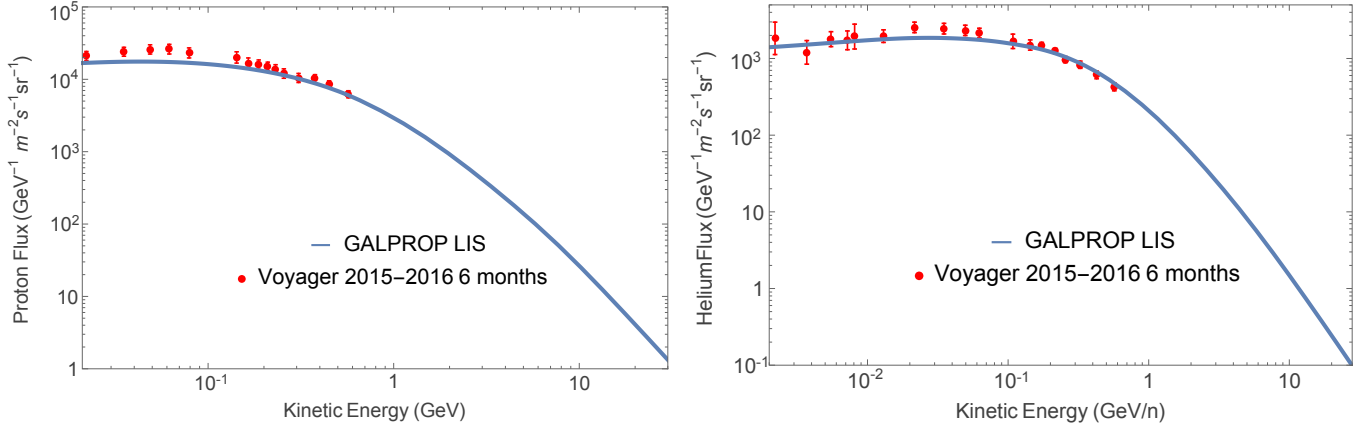 10^5
10^4
10^3
10^2
10
1
Proton Flux (GeV^-1 m^-2 s^-1 sr^-1)
GALPROP LIS
Voyager 2015−2016 6 months
10^-1 1 10
Kinetic Energy (GeV)
10^3
10^2
10
1
10^-1
Helium Flux (GeV^-1 m^-2 s^-1 sr^-1)
GALPROP LIS
Voyager 2015−2016 6 months
10^-2 10^-1 1 10
Kinetic Energy (GeV/n)